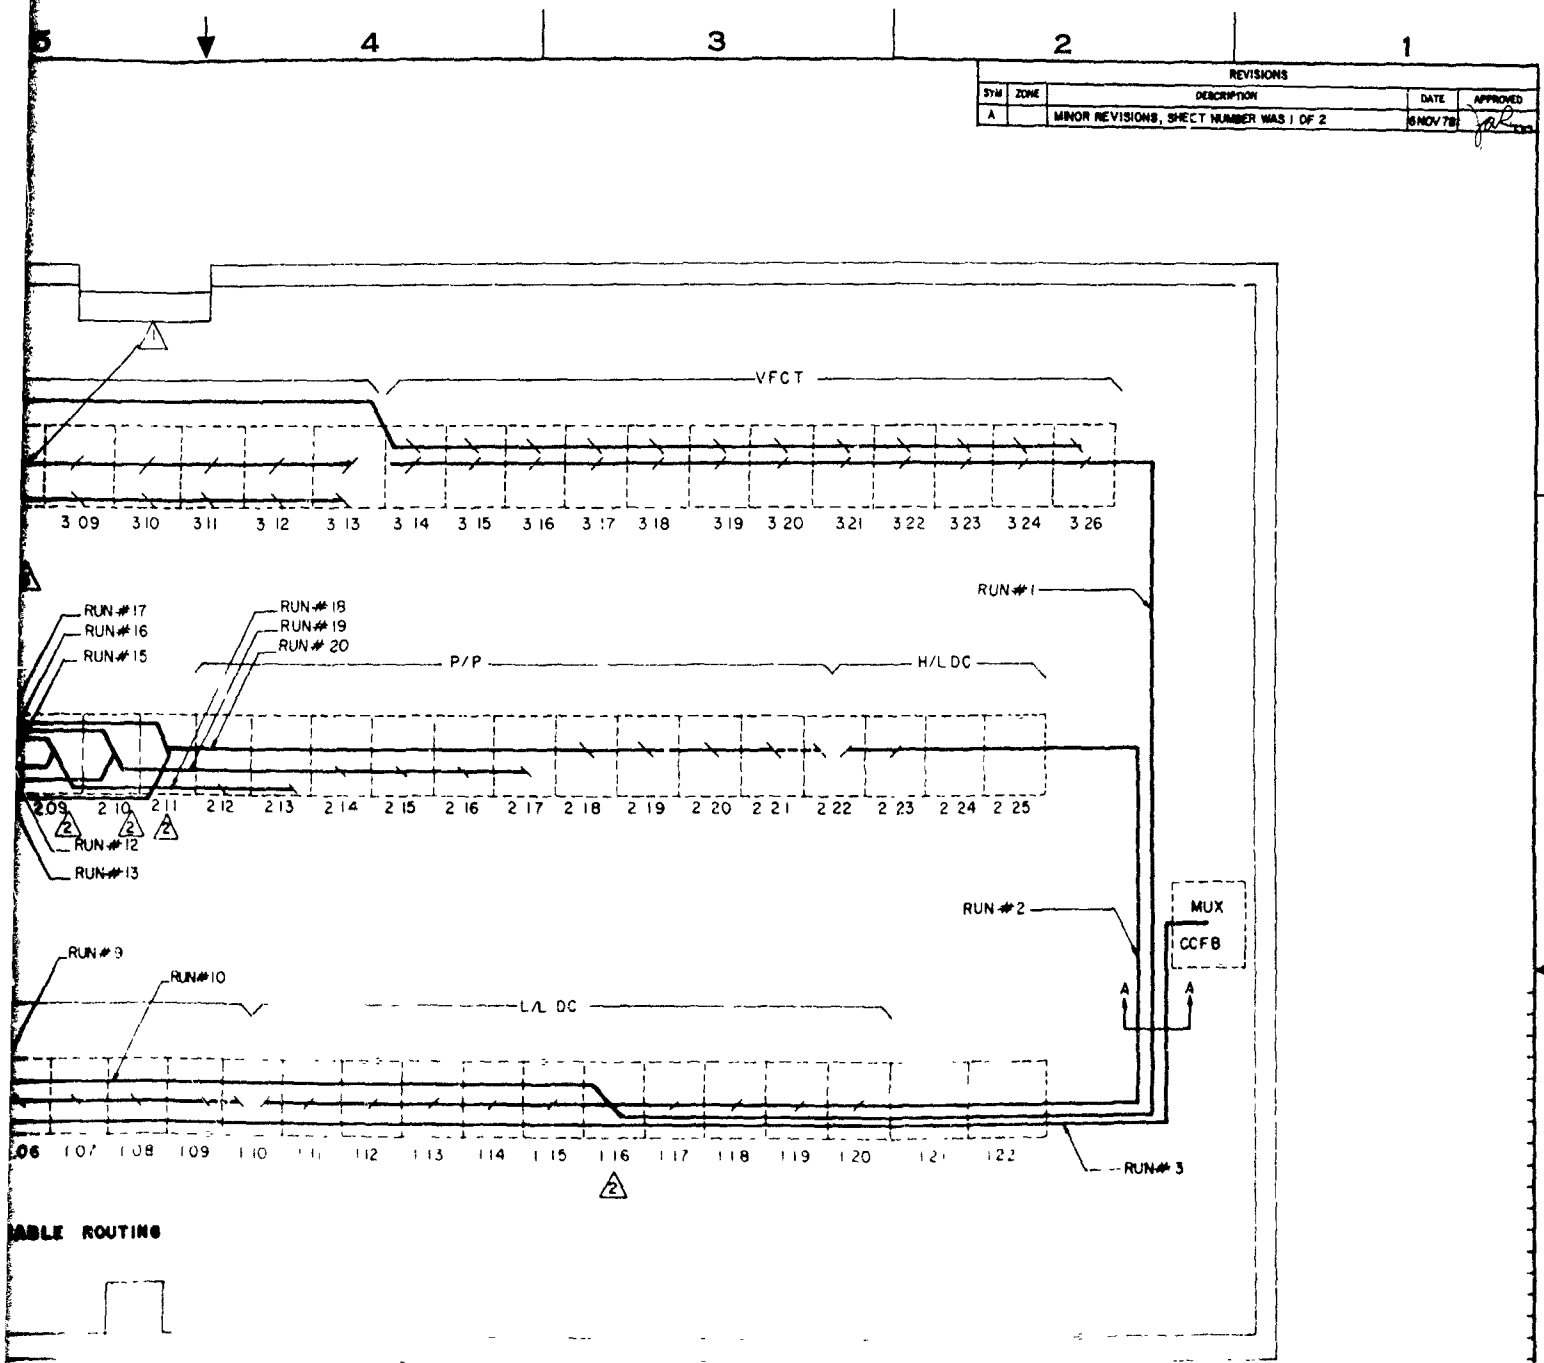 5 4 3 2 1
REVISIONS
SYM ZONE DESCRIPTION DATE APPROVED
A MINOR REVISIONS, SHEET NUMBER WAS 1 OF 2 6 NOV 78
1
VFCT
3 09 3 10 3 11 3 12 3 13 3 14 3 15 3 16 3 17 3 18 3 19 3 20 3 21 3 22 3 23 3 24 3 26
RUN #1
RUN #17
RUN #16
RUN #15
RUN #18
RUN #19
RUN # 20
P/P
H/L DC
2.09 2 10 2 11 2 12 2 13 2 14 2 15 2 16 2 17 2 18 2 19 2 20 2 21 2 22 2 23 2 24 2 25
2 2 2
RUN #12
RUN #13
RUN #2
MUX
CCFB
RUN # 9
RUN #10
A A
L/L DC
.06 1 07 1 08 1 09 1 10 1 11 1 12 1 13 1 14 1 15 1 16 1 17 1 18 1 19 1 20 1 21 1 22
2
RUN # 3
ABLE ROUTING